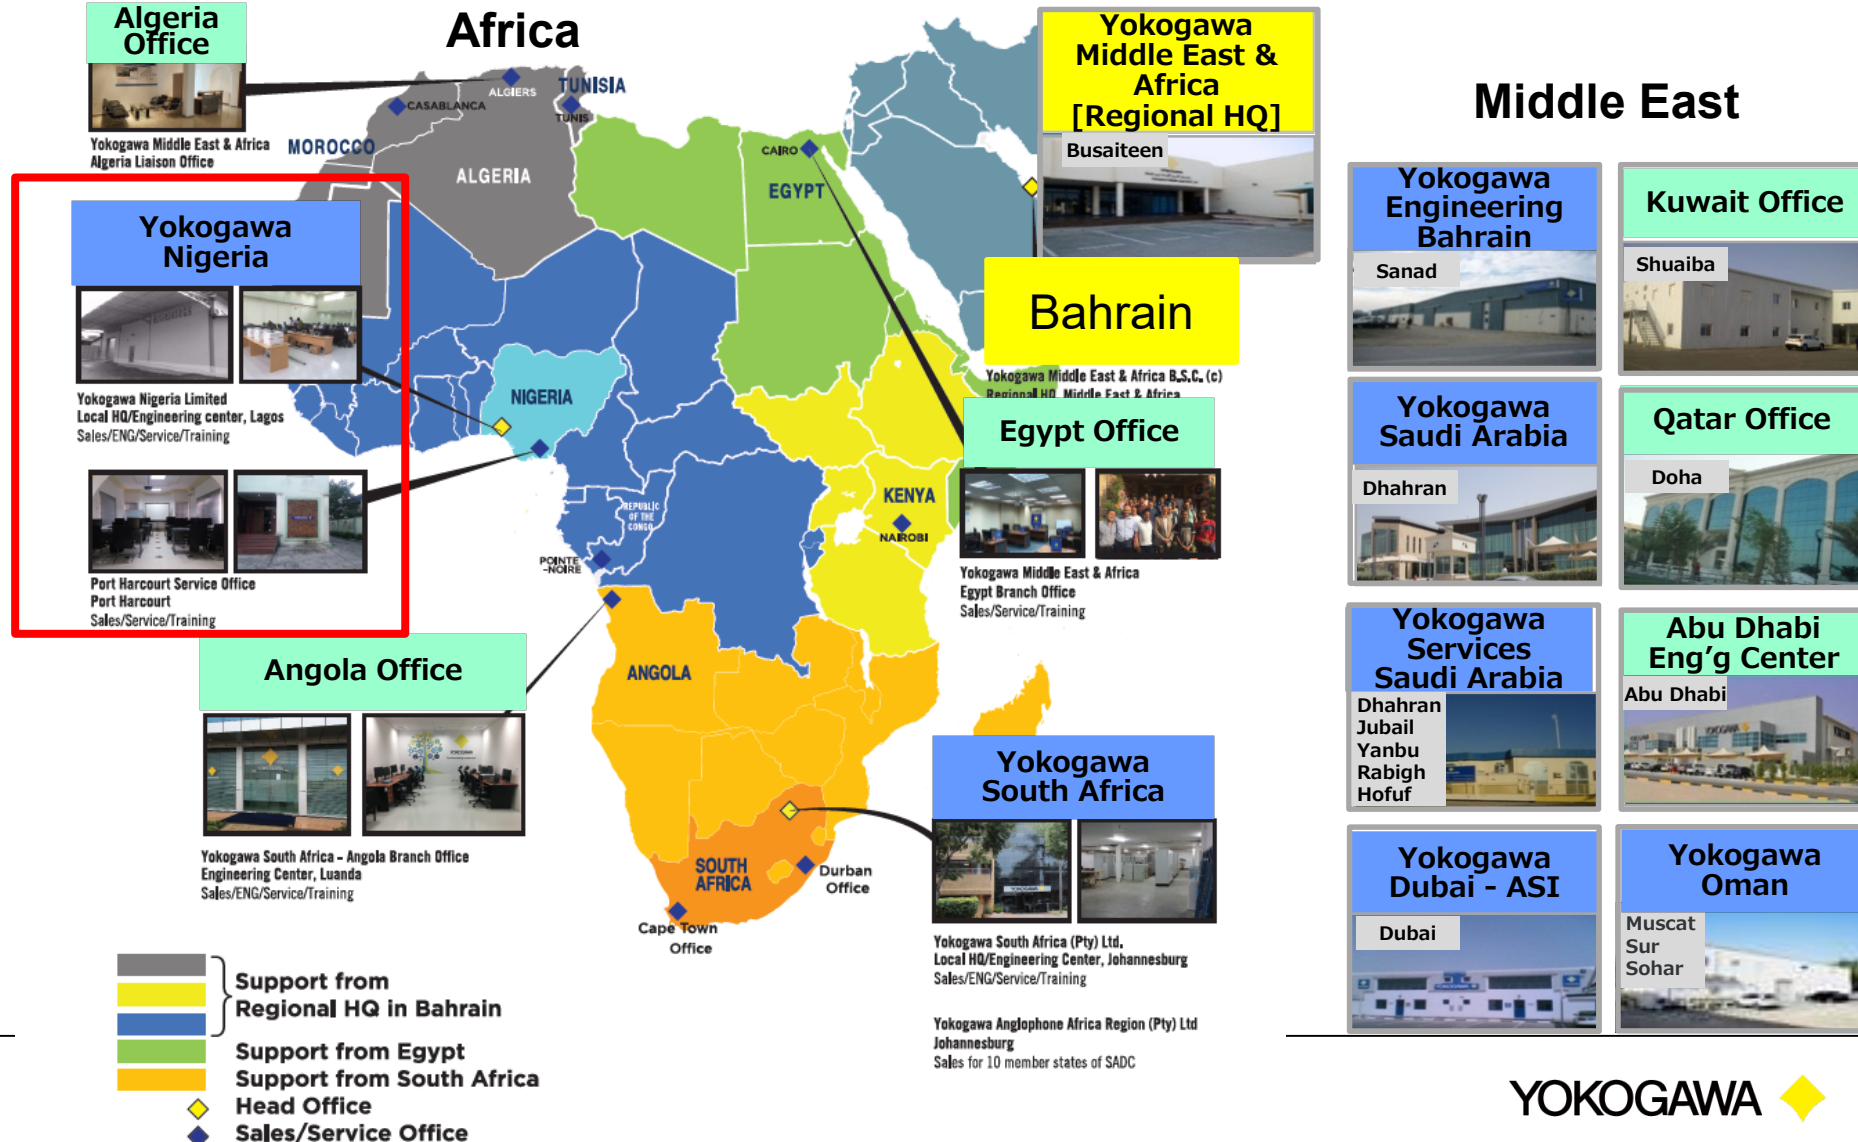 Africa
Middle East
Algeria
Office
Yokogawa Middle East & Africa
Algeria Liaison Office
MOROCCO
CASABLANCA
ALGIERS
TUNISIA
TUNIS
ALGERIA
CAIRO
EGYPT
NIGERIA
REPUBLIC
OF THE
CONGO
POINTE
-NOIRE
KENYA
NAIROBI
ANGOLA
SOUTH
AFRICA
Durban
Office
Cape Town
Office
Yokogawa
Middle East &
Africa
[Regional HQ]
Busaiteen
Bahrain
Yokogawa Middle East & Africa B.S.C. (c)
Regional HQ, Middle East & Africa
Yokogawa
Nigeria
Yokogawa Nigeria Limited
Local HQ/Engineering center, Lagos
Sales/ENG/Service/Training
Port Harcourt Service Office
Port Harcourt
Sales/Service/Training
Egypt Office
Yokogawa Middle East & Africa
Egypt Branch Office
Sales/Service/Training
Angola Office
YOKOGAWA
Yokogawa South Africa - Angola Branch Office
Engineering Center, Luanda
Sales/ENG/Service/Training
Yokogawa
South Africa
YOKOGAWA
Yokogawa South Africa (Pty) Ltd.
Local HQ/Engineering Center, Johannesburg
Sales/ENG/Service/Training
Yokogawa Anglophone Africa Region (Pty) Ltd
Johannesburg
Sales for 10 member states of SADC
Support from
Regional HQ in Bahrain
Support from Egypt
Support from South Africa
Head Office
Sales/Service Office
Yokogawa
Engineering
Bahrain
Sanad
Kuwait Office
Shuaiba
Yokogawa
Saudi Arabia
Dhahran
Qatar Office
Doha
Yokogawa
Services
Saudi Arabia
Dhahran
Jubail
Yanbu
Rabigh
Hofuf
Abu Dhabi
Eng'g Center
Abu Dhabi
YOKOGAWA
Yokogawa
Dubai - ASI
Dubai
YOKOGAWA
Yokogawa
Oman
Muscat
Sur
Sohar
YOKOGAWA